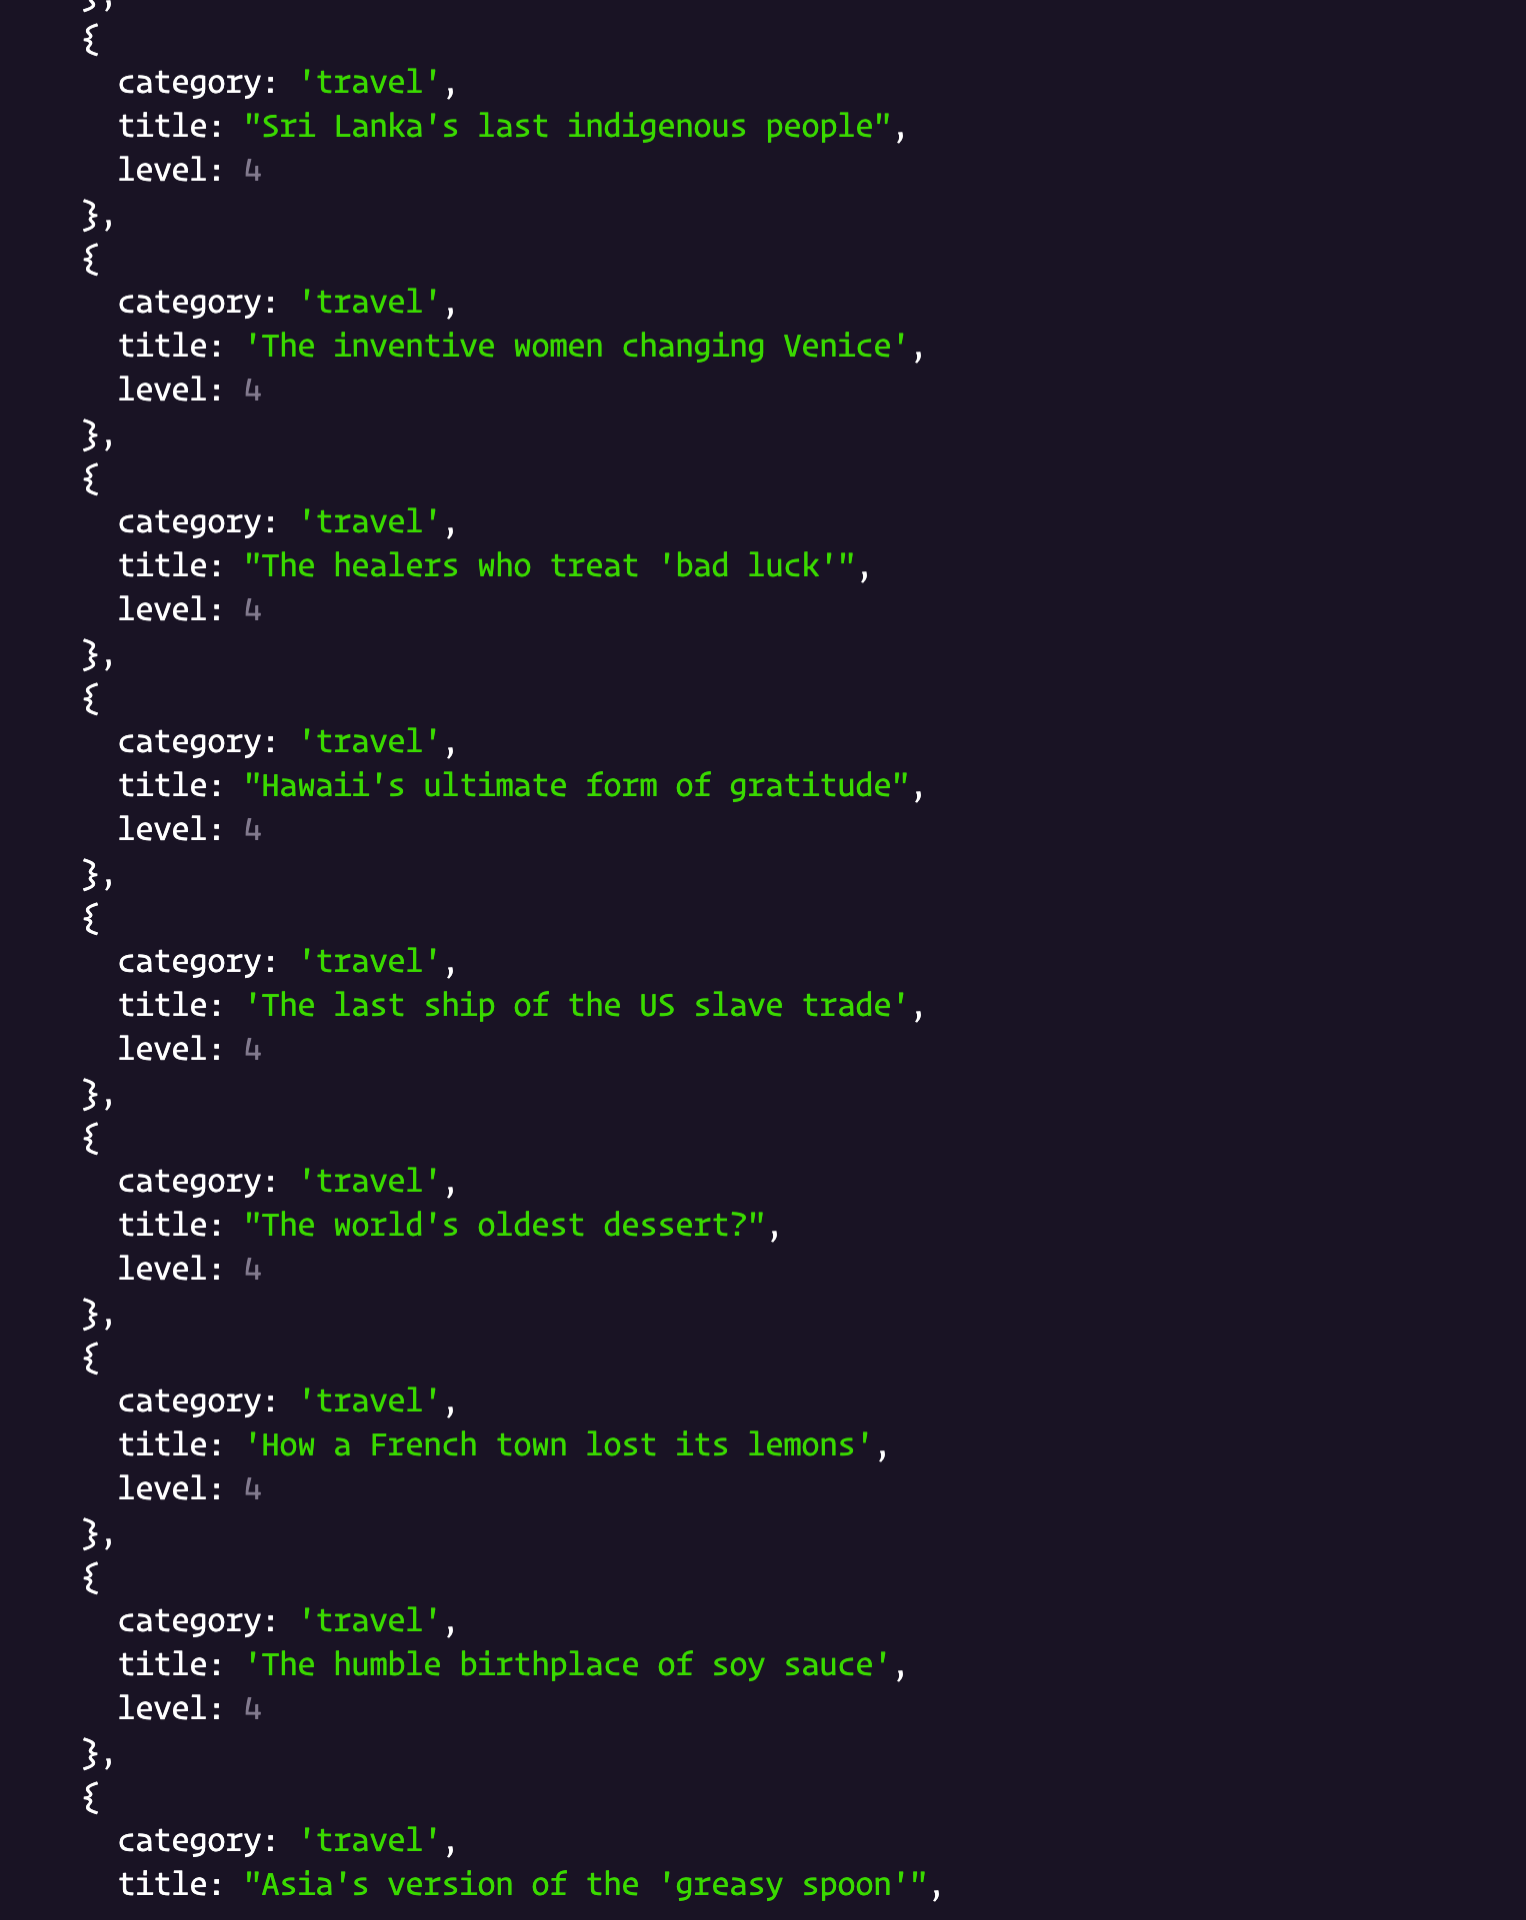 },
{
category: 'travel',
title: "Sri Lanka's last indigenous people",
level: 4
},
{
category: 'travel',
title: 'The inventive women changing Venice',
level: 4
},
{
category: 'travel',
title: "The healers who treat 'bad luck'",
level: 4
},
{
category: 'travel',
title: "Hawaii's ultimate form of gratitude",
level: 4
},
{
category: 'travel',
title: 'The last ship of the US slave trade',
level: 4
},
{
category: 'travel',
title: "The world's oldest dessert?",
level: 4
},
{
category: 'travel',
title: 'How a French town lost its lemons',
level: 4
},
{
category: 'travel',
title: 'The humble birthplace of soy sauce',
level: 4
},
{
category: 'travel',
title: "Asia's version of the 'greasy spoon'",